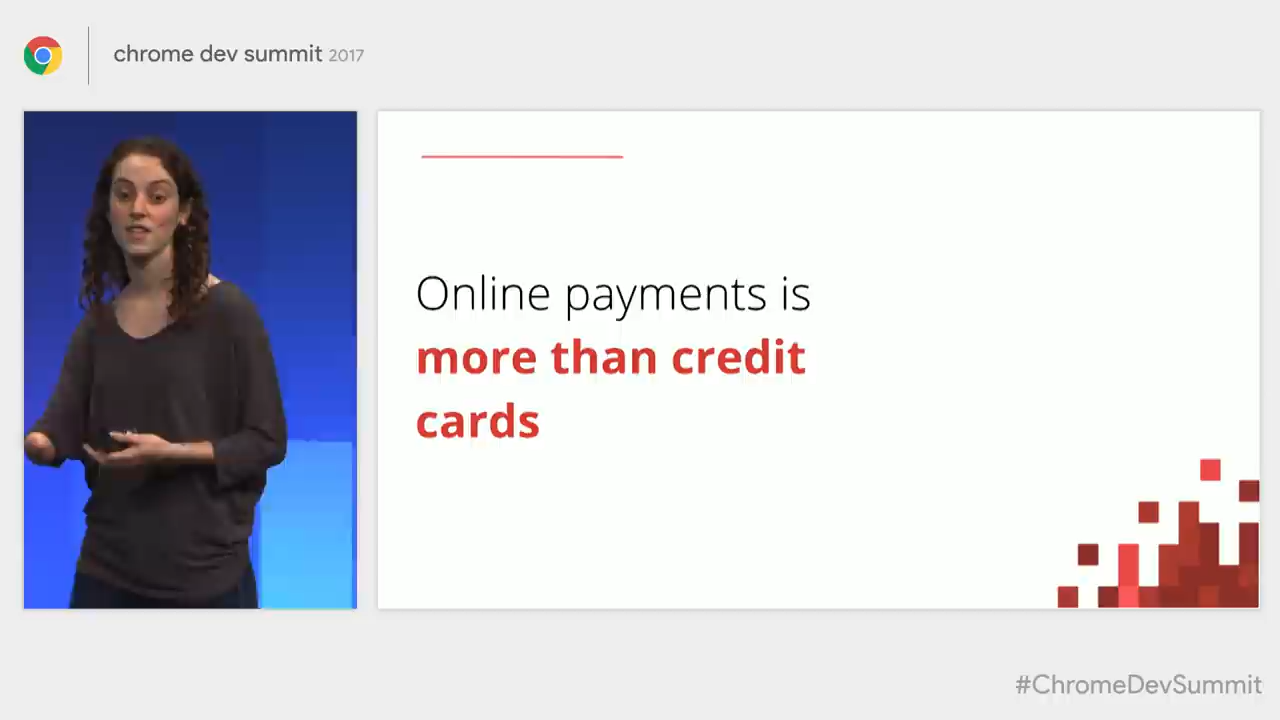 chrome dev summit 2017
Online payments is
more than credit
cards
#ChromeDevSummit